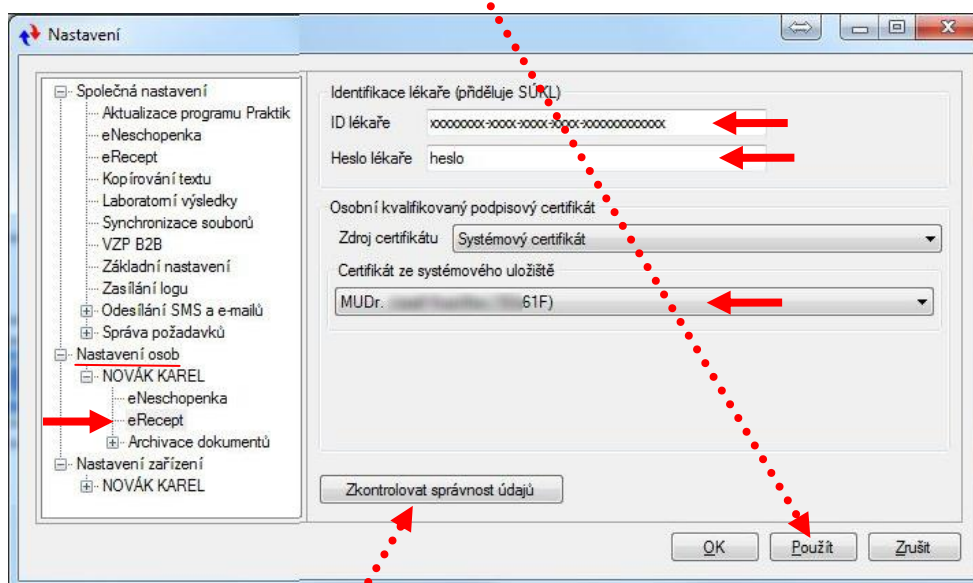 Nastavení
Společná nastavení
Aktualizace programu Praktik
eNeschopenka
eRecept
Kopírování textu
Laboratorní výsledky
Synchronizace souborů
VZP B2B
Základní nastavení
Zasílání logu
Odesílání SMS a e-mailů
Správa požadavků
Nastavení osob
NOVÁK KAREL
eNeschopenka
eRecept
Archivace dokumentů
Nastavení zařízení
NOVÁK KAREL
Identifikace lékaře (přiděluje SÚKL)
ID lékaře xxxxxxxx-xxxx-xxxx-xxxx-xxxxxxxxxxxx
Heslo lékaře heslo
Osobní kvalifikovaný podpisový certifikát
Zdroj certifikátu Systémový certifikát
Certifikát ze systémového uložiště
MUDr. 61F)
Zkontrolovat správnost údajů
OK Použít Zrušit